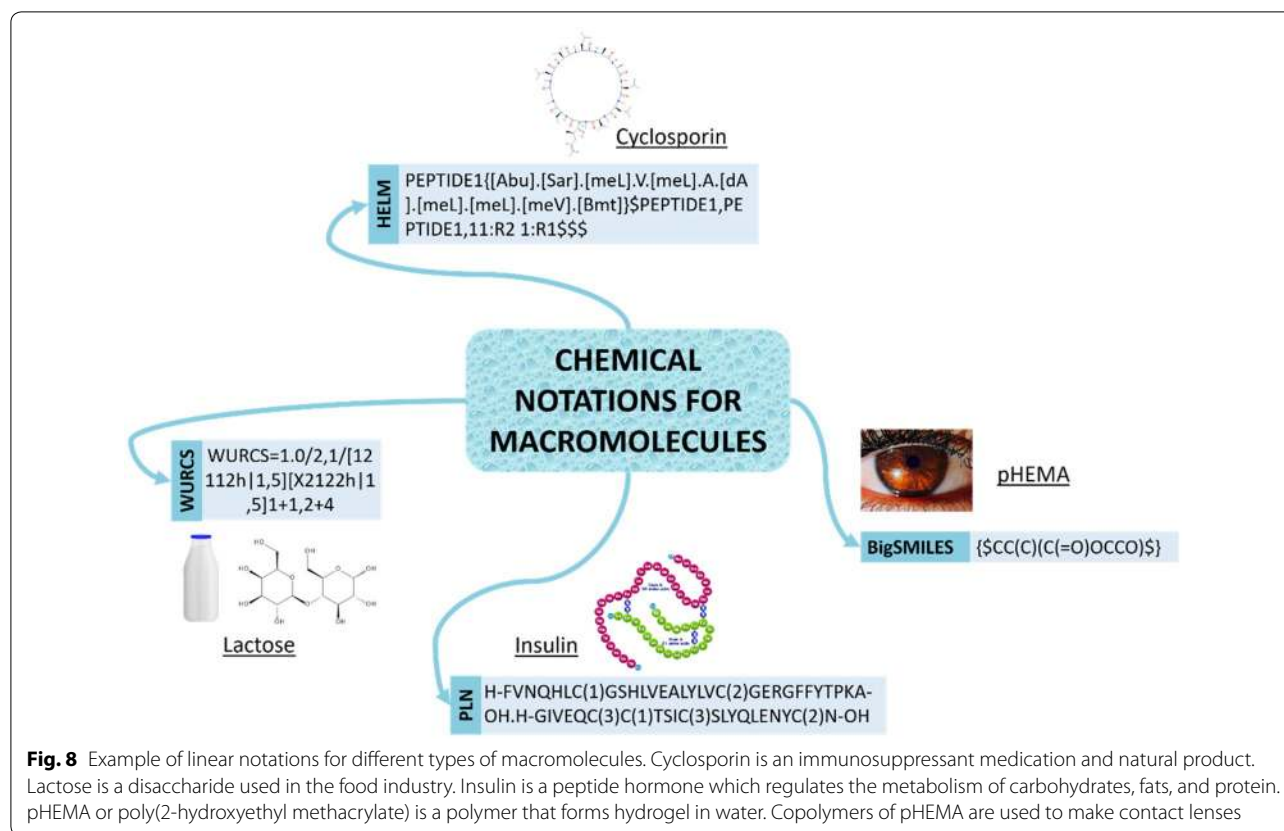 Cyclosporin
HELM
PEPTIDE1{[Abu].[Sar].[meL].V.[meL].A.[dA
].[meL].[meL].[meV].[Bmt]}$PEPTIDE1,PE
PTIDE1,11:R2 1:R1$$$
CHEMICAL
NOTATIONS FOR
MACROMOLECULES
WURCS
WURCS=1.0/2,1/[12
112h|1,5][X2122h|1
,5]1+1,2+4
Lactose
pHEMA
BigSMILES
{$CC(C)(C(=O)OCCO)$}
Insulin
PLN
H-FVNQHLC(1)GSHLVEALYLVC(2)GERGFFYTPKA-
OH.H-GIVEQC(3)C(1)TSIC(3)SLYQLENYC(2)N-OH
Fig. 8 Example of linear notations for different types of macromolecules. Cyclosporin is an immunosuppressant medication and natural product.
Lactose is a disaccharide used in the food industry. Insulin is a peptide hormone which regulates the metabolism of carbohydrates, fats, and protein.
pHEMA or poly(2-hydroxyethyl methacrylate) is a polymer that forms hydrogel in water. Copolymers of pHEMA are used to make contact lenses